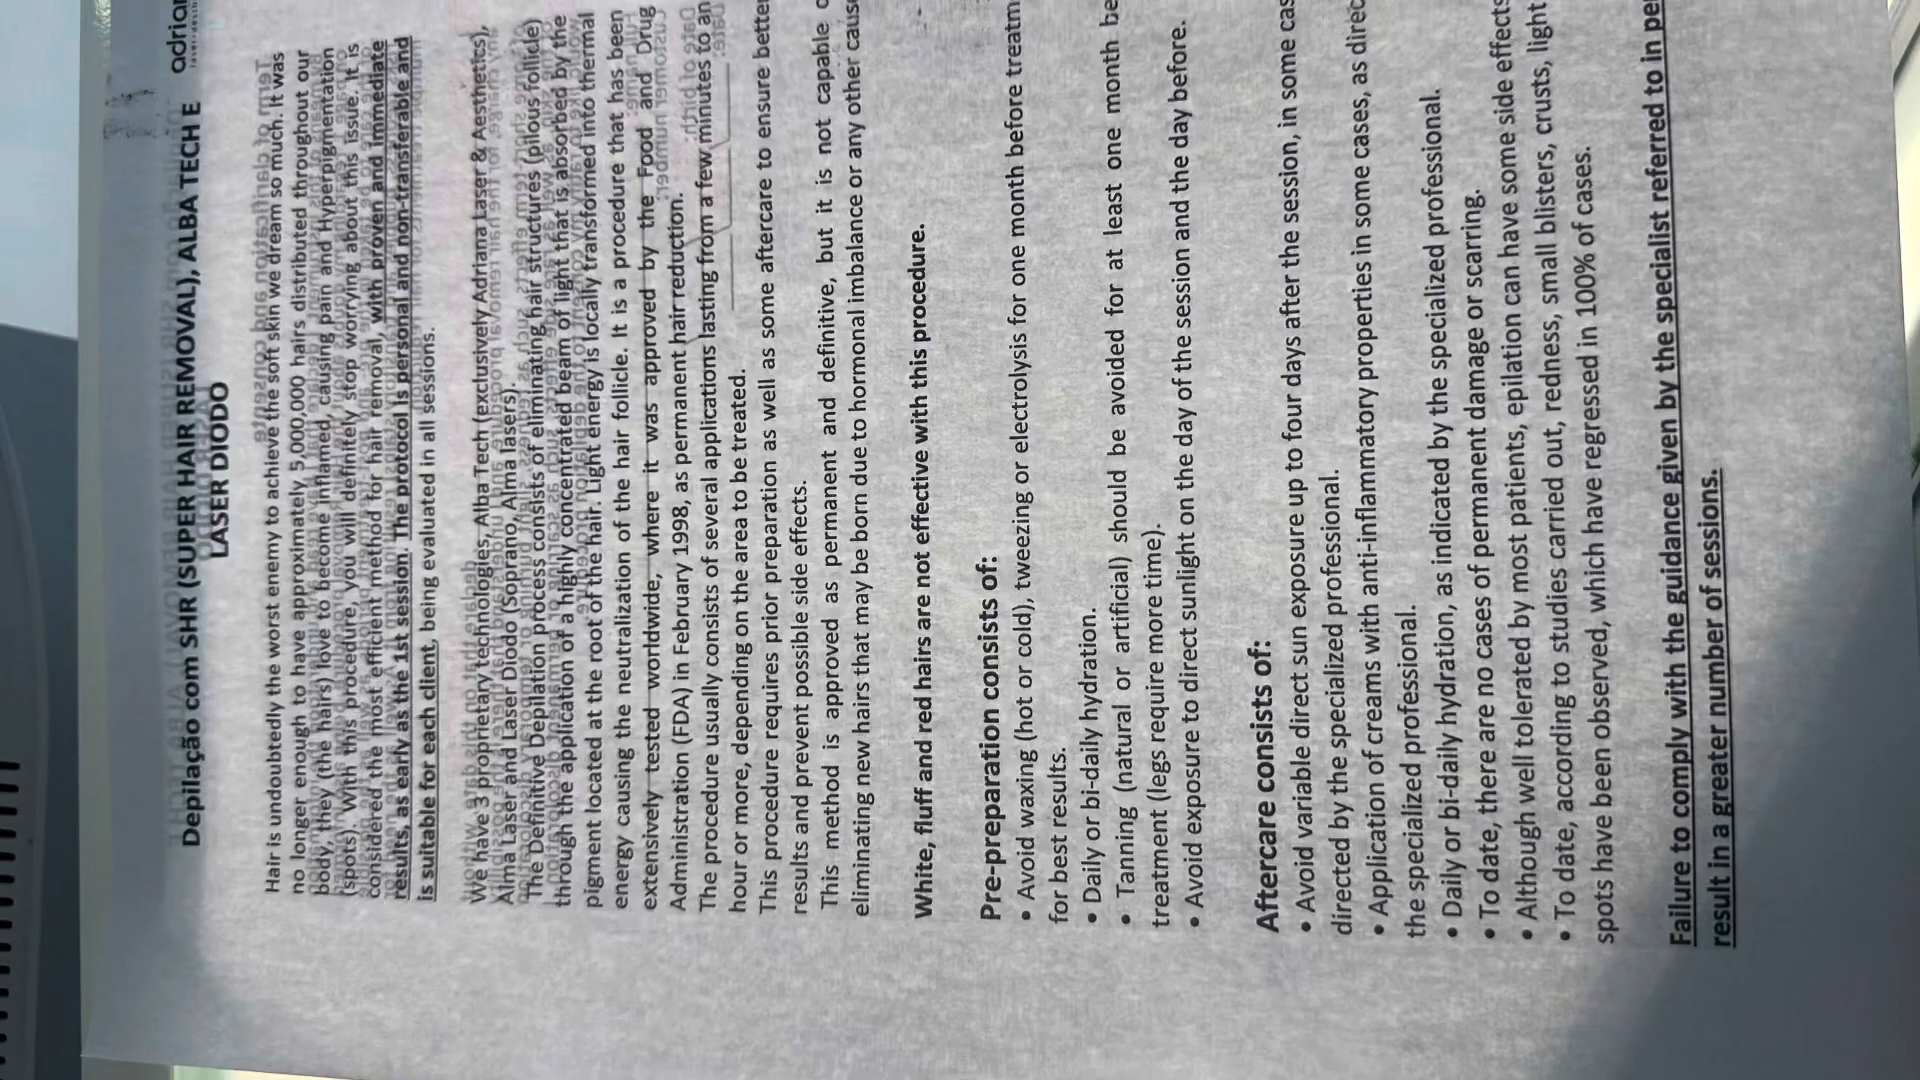 Depilação com SHR (SUPER HAIR REMOVAL), ALBA TECH E
LASER DIODO
Hair is undoubtedly the worst enemy to achieve the soft skin we dream so much. It was
no longer enough to have approximately 5,000,000 hairs distributed throughout our
body, they (the hairs) love to become inflamed, causing pain and Hyperpigmentation
(spots) With this procedure, you will definitely stop worrying about this issue. It is
considered the most efficient method for hair removal, with proven and immediate
results, as early as the 1st session. The protocol is personal and non-transferable and
is suitable for each client, being evaluated in all sessions.
We have 3 proprietary technologies, Alba Tech (exclusively Adriana Laser & Aesthetics),
Alma Laser and Laser Diodo (Soprano, Alma lasers).
The Definitive Depilation process consists of eliminating hair structures (pilous follicle)
through the application of a highly concentrated beam of light that is absorbed by the
pigment located at the root of the hair. Light energy is locally transformed into thermal
energy causing the neutralization of the hair follicle. It is a procedure that has been
extensively tested worldwide, where it was approved by the Food and Drug
Administration (FDA) in February 1998, as permanent hair reduction.
The procedure usually consists of several applications lasting from a few minutes to an
hour or more, depending on the area to be treated.
This procedure requires prior preparation as well as some aftercare to ensure better
results and prevent possible side effects.
This method is approved as permanent and definitive, but it is not capable
eliminating new hairs that may be born due to hormonal imbalance or any other
White, fluff and red hairs are not effective with this procedure.
Pre-preparation consists of:
• Avoid waxing (hot or cold), tweezing or electrolysis for one month before
for best results.
• Daily or bi-daily hydration.
• Tanning (natural or artificial) should be avoided for at least one month
treatment (legs require more time).
• Avoid exposure to direct sunlight on the day of the session and the day before.
Aftercare consists of:
• Avoid variable direct sun exposure up to four days after the session, in some
directed by the specialized professional.
• Application of creams with anti-inflammatory properties in some cases, as
the specialized professional.
• Daily or bi-daily hydration, as indicated by the specialized professional.
• To date, there are no cases of permanent damage or scarring.
• Although well tolerated by most patients, epilation can have some side effects
• To date, according to studies carried out, redness, small blisters, crusts, light
spots have been observed, which have regressed in 100% of cases.
Failure to comply with the guidance given by the specialist referred to in
result in a greater number of sessions.